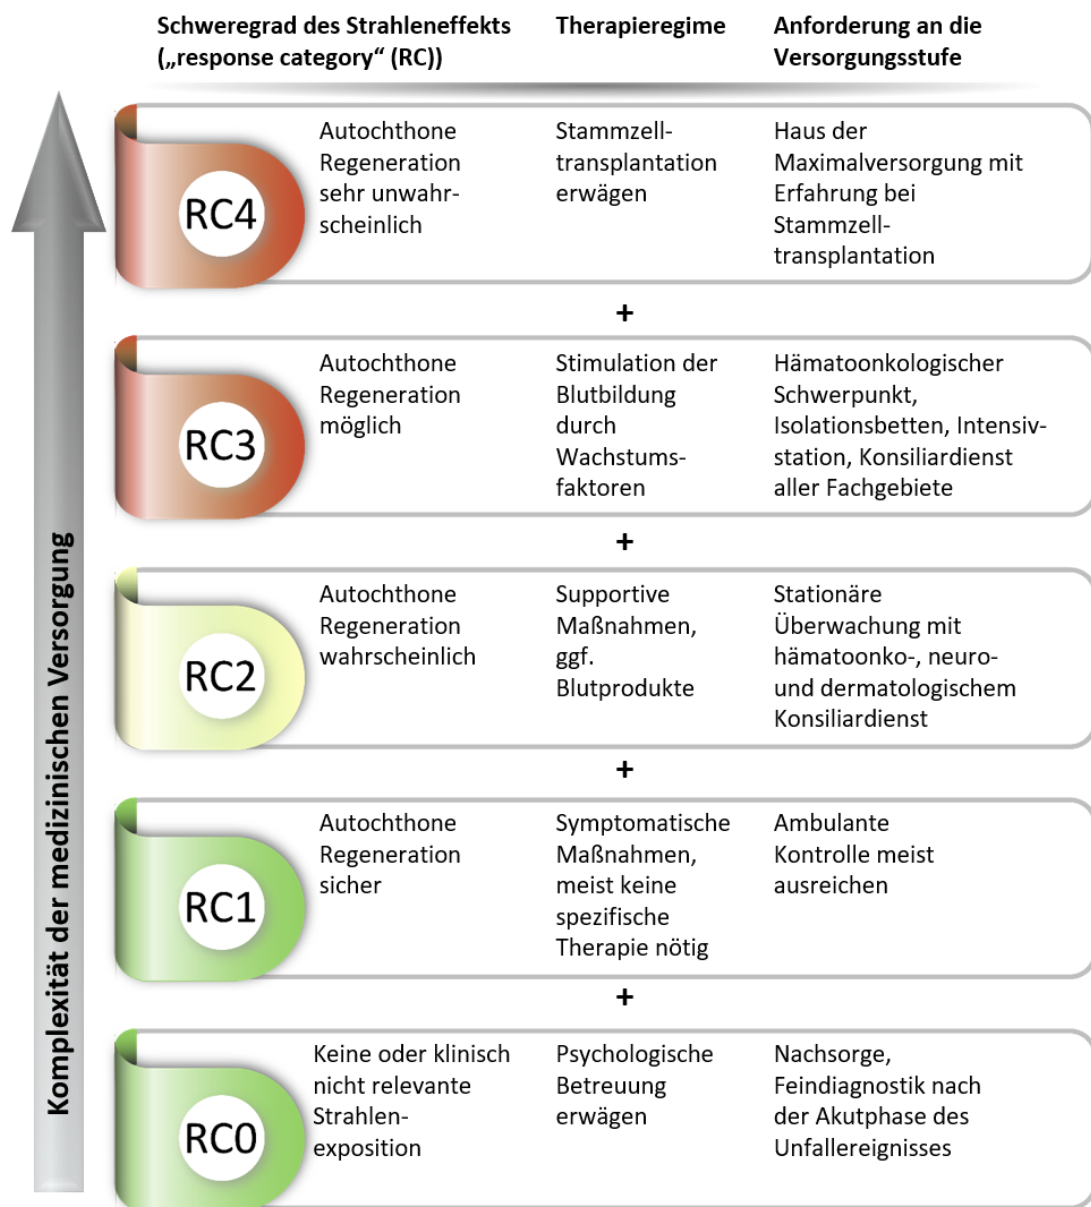 Schweregrad des Strahleneffekts
(„response category“ (RC))
Therapieregime
Anforderung an die
Versorgungsstufe
Komplexität der medizinischen Versorgung
RC4
Autochthone
Regeneration
sehr unwahr-
scheinlich
Stammzell-
transplantation
erwägen
Haus der
Maximalversorgung mit
Erfahrung bei
Stammzell-
transplantation
+
RC3
Autochthone
Regeneration
möglich
Stimulation der
Blutbildung
durch
Wachstums-
faktoren
Hämatoonkologischer
Schwerpunkt,
Isolationsbetten, Intensiv-
station, Konsiliardienst
aller Fachgebiete
+
RC2
Autochthone
Regeneration
wahrscheinlich
Supportive
Maßnahmen,
ggf.
Blutprodukte
Stationäre
Überwachung mit
hämatoonko-, neuro-
und dermatologischem
Konsiliardienst
+
RC1
Autochthone
Regeneration
sicher
Symptomatische
Maßnahmen,
meist keine
spezifische
Therapie nötig
Ambulante
Kontrolle meist
ausreichen
+
RC0
Keine oder klinisch
nicht relevante
Strahlen-
exposition
Psychologische
Betreuung
erwägen
Nachsorge,
Feindiagnostik nach
der Akutphase des
Unfallereignisses